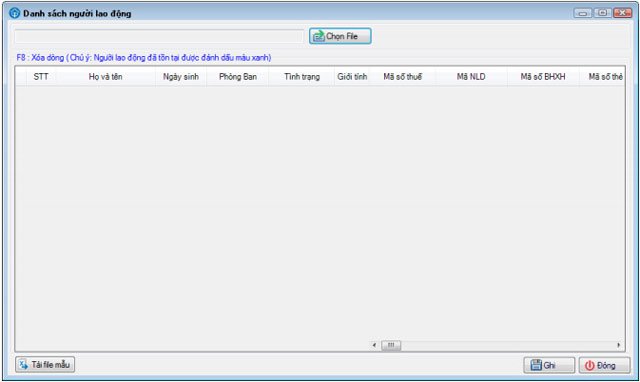 Danh sách người lao động
Chọn File
F8 : Xóa dòng ( Chú ý: Người lao động đã tồn tại được đánh dấu màu xanh)
STT Họ và tên Ngày sinh Phòng Ban Tình trạng Giới tính Mã số thuế Mã NLD Mã số BHXH Mã số thẻ
Tải file mẫu Ghi Đóng